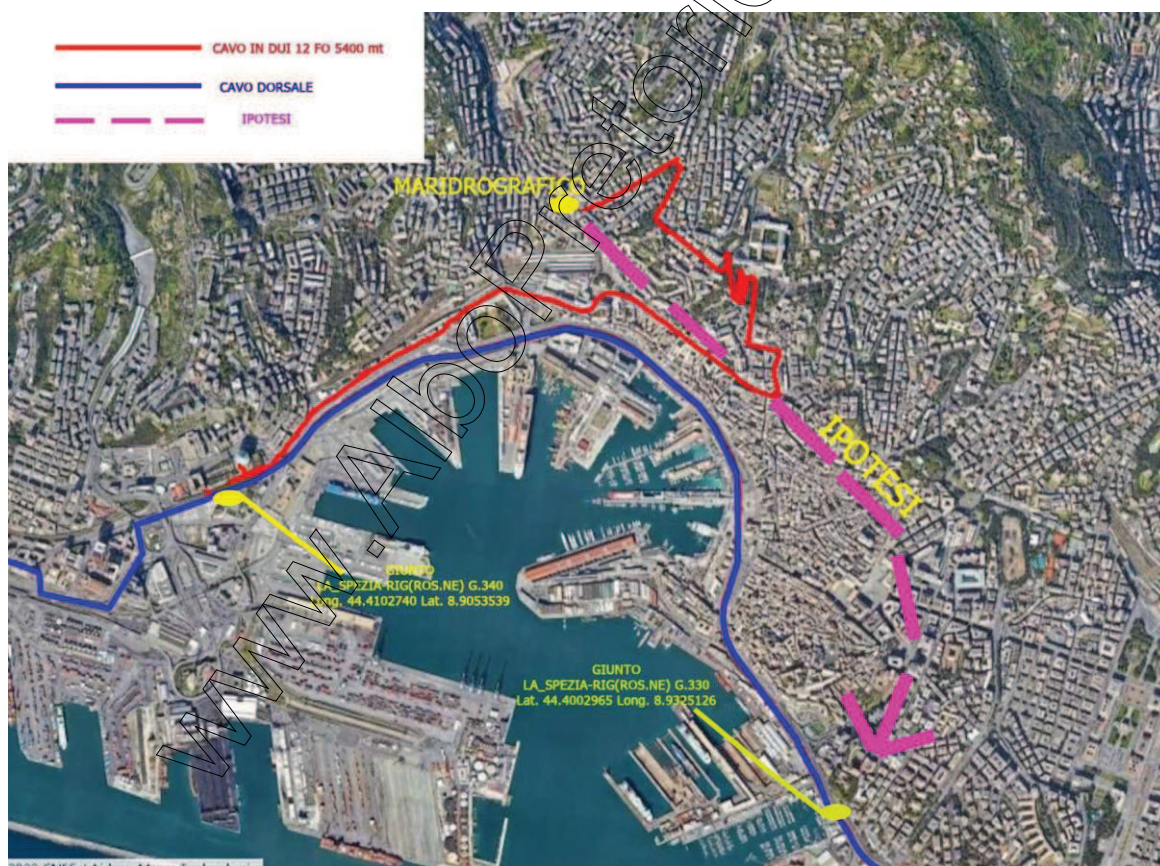 CAVO IN DUI 12 FO 5400 mt
CAVO DORSALE
IPOTESI
MARIDROGRAFICO
IPOTESI
GIUNTO
LA_SPEZIA-RIG(ROS.NE) G.340
Long. 44.4102740 Lat. 8.9053539
GIUNTO
LA_SPEZIA-RIG(ROS.NE) G.330
Lat. 44.4002965 Long. 8.9325126
www.AlboPretorio